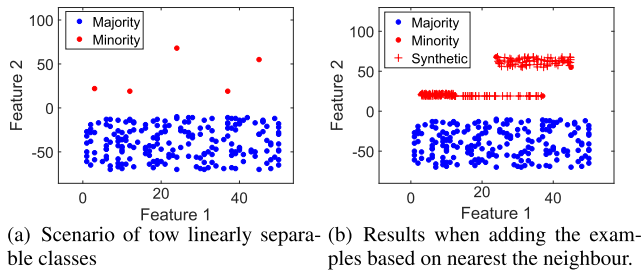 Majority
Minority
100
50
0
-50
Feature 2
0
20
40
Feature 1
Majority
Minority
Synthetic
100
50
0
-50
Feature 2
0
20
40
Feature 1
(a) Scenario of tow linearly separa-
ble classes
(b) Results when adding the exam-
ples based on nearest the neighbour.